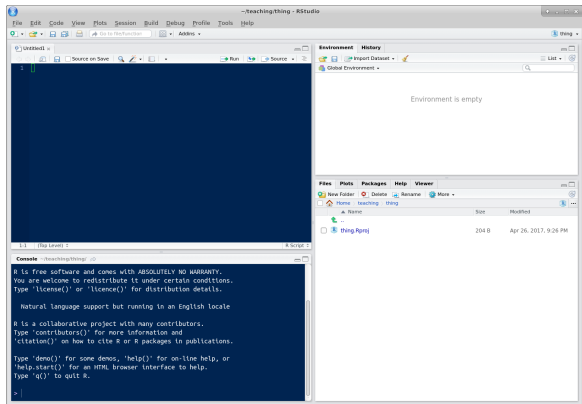 ~/teaching/thing - RStudio
File Edit Code View Plots Session Build Debug Profile Tools Help
Go to file/function Addins
thing
Untitled1
Source on Save Run Source
1
1:1 (Top Level) R Script
Console ~/teaching/thing/
R is free software and comes with ABSOLUTELY NO WARRANTY.
You are welcome to redistribute it under certain conditions.
Type 'license()' or 'licence()' for distribution details.
Natural language support but running in an English locale
R is a collaborative project with many contributors.
Type 'contributors()' for more information and
'citation()' on how to cite R or R packages in publications.
Type 'demo()' for some demos, 'help()' for on-line help, or
'help.start()' for an HTML browser interface to help.
Type 'q()' to quit R.
>
Environment History
Import Dataset List
Global Environment
Environment is empty
Files Plots Packages Help Viewer
New Folder Delete Rename More
Home teaching thing
Name Size Modified
..
thing.Rproj 204 B Apr 26, 2017, 9:26 PM